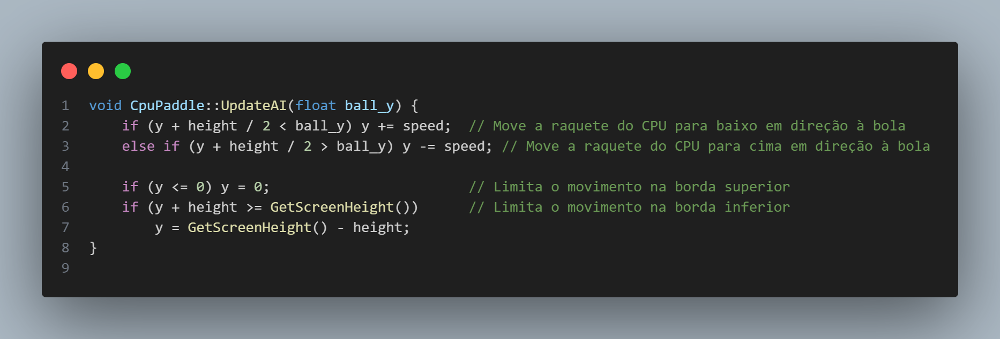 1 void CpuPaddle::UpdateAI(float ball_y) {
2     if (y + height / 2 < ball_y) y += speed;  // Move a raquete do CPU para baixo em direção à bola
3     else if (y + height / 2 > ball_y) y -= speed; // Move a raquete do CPU para cima em direção à bola
4
5     if (y <= 0) y = 0;                        // Limita o movimento na borda superior
6     if (y + height >= GetScreenHeight())      // Limita o movimento na borda inferior
7         y = GetScreenHeight() - height;
8 }
9